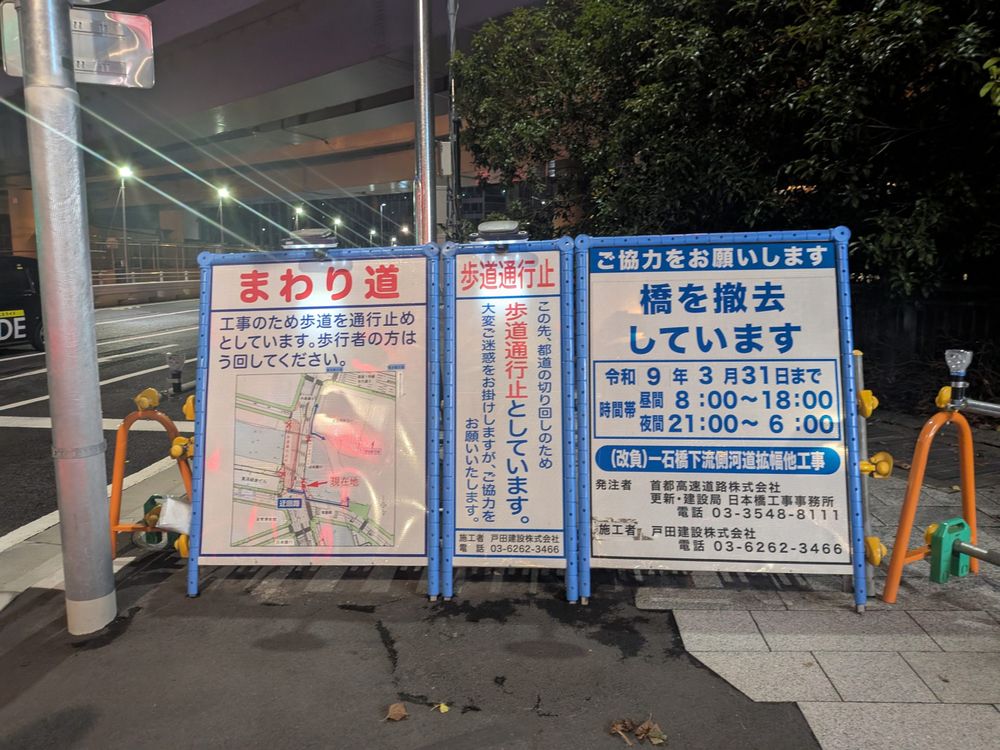 まわり道
工事のため歩道を通行止め
としています。歩行者の方は
う回してください。
現在地
歩道通行止
この先、都道の切り回しのため
歩道通行止としています。
大変ご迷惑をお掛けしますが、ご協力を
お願いいたします。
施工者 戸田建設株式会社
電 話 03-6262-3466
ご協力をお願いします
橋を撤去
しています
令和 9 年 3 月 31日まで
時間帯 昼間 8:00～18:00
夜間 21:00～ 6:00
(改負)一石橋下流側河道拡幅他工事
発注者 首都高速道路株式会社
更新・建設局 日本橋工事事務所
電話 03-3548-8111
施工者 戸田建設株式会社
電話 03-6262-3466
DE